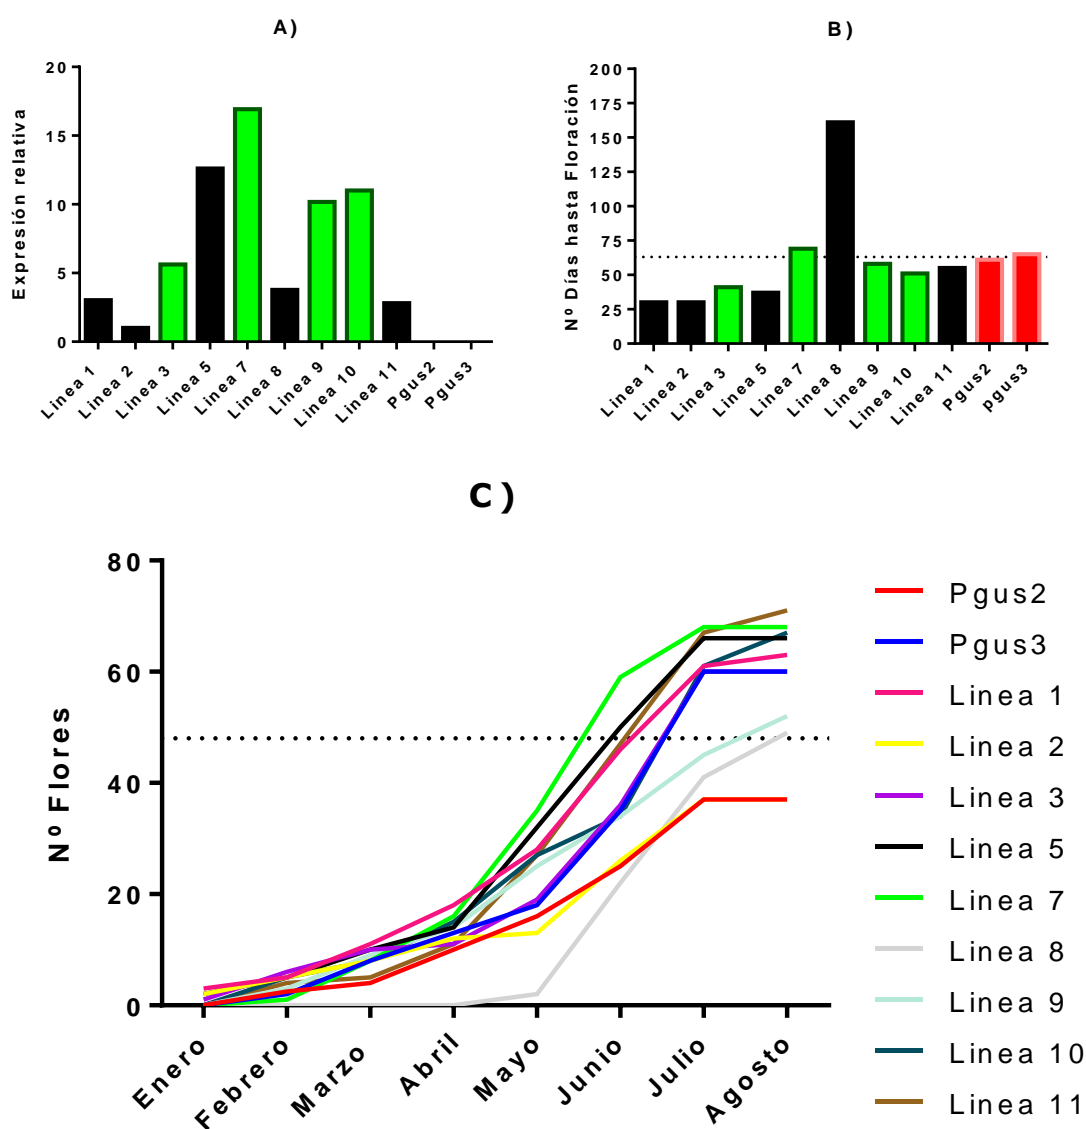 A)
Expresión relativa
20
15
10
5
0
Linea 1
Linea 2
Linea 3
Linea 5
Linea 7
Linea 8
Linea 9
Linea 10
Linea 11
Pgus2
Pgus3
B)
Nº Días hasta Floración
200
175
150
125
100
75
50
25
0
Linea 1
Linea 2
Linea 3
Linea 5
Linea 7
Linea 8
Linea 9
Linea 10
Linea 11
Pgus2
pgus3
C)
Nº Flores
80
60
40
20
0
Enero
Febrero
Marzo
Abril
Mayo
Junio
Julio
Agosto
Pgus2
Pgus3
Linea 1
Linea 2
Linea 3
Linea 5
Linea 7
Linea 8
Linea 9
Linea 10
Linea 11